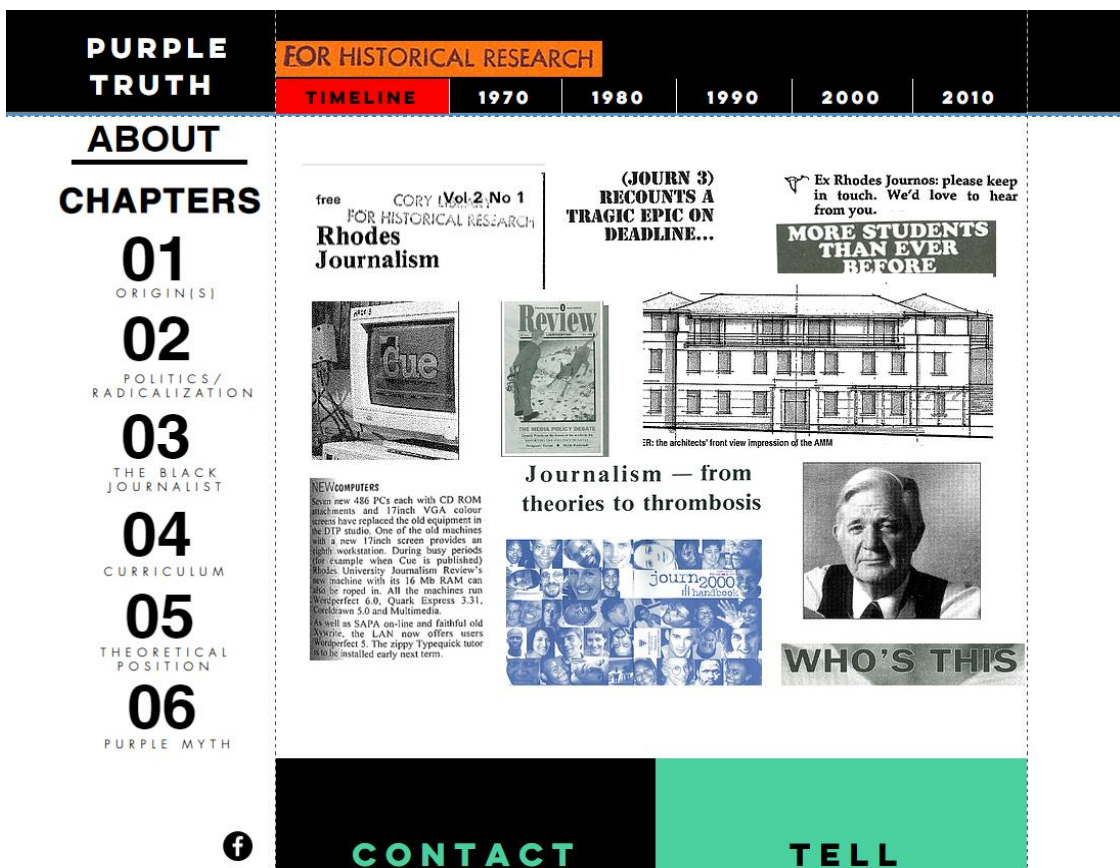 PURPLE
TRUTH
FOR HISTORICAL RESEARCH
TIMELINE 1970 1980 1990 2000 2010
ABOUT
CHAPTERS
01
ORIGIN(S)
02
POLITICS/
RADICALIZATION
03
THE BLACK
JOURNALIST
04
CURRICULUM
05
THEORETICAL
POSITION
06
PURPLE MYTH
free
CORY
Vol 2 No 1
FOR HISTORICAL RESEARCH
Rhodes
Journalism
(JOURN 3)
RECOUNTS A
TRAGIC EPIC ON
DEADLINE...
Ex Rhodes Journos: please keep
in touch. We'd love to hear
from you.
MORE STUDENTS
THAN EVER
BEFORE
Cue
Review
THE MEDIA POLICY DEBATE
ER: the architects' front view impression of the AMM
Journalism — from
theories to thrombosis
NEW COMPUTERS
Seven new 486 PCs each with CD ROM
attachments and 17inch VGA colour
screens have replaced the old equipment in
the DTP studio. One of the old machines
with a new 17inch screen provides an
eighth workstation. During busy periods
(for example when Cue is published)
Rhodes University Journalism Review's
new machine with its 16 Mb RAM can
also be roped in. All the machines run
Wordperfect 6.0, Quark Express 3.31,
Coreldrawn 5.0 and Multimedia.
As well as SAPA on-line and faithful old
Xywrite, the LAN now offers users
Wordperfect 5. The zippy Typequick tutor
is to be installed early next term.
journ 2000
handbook
WHO'S THIS
f
CONTACT
TELL